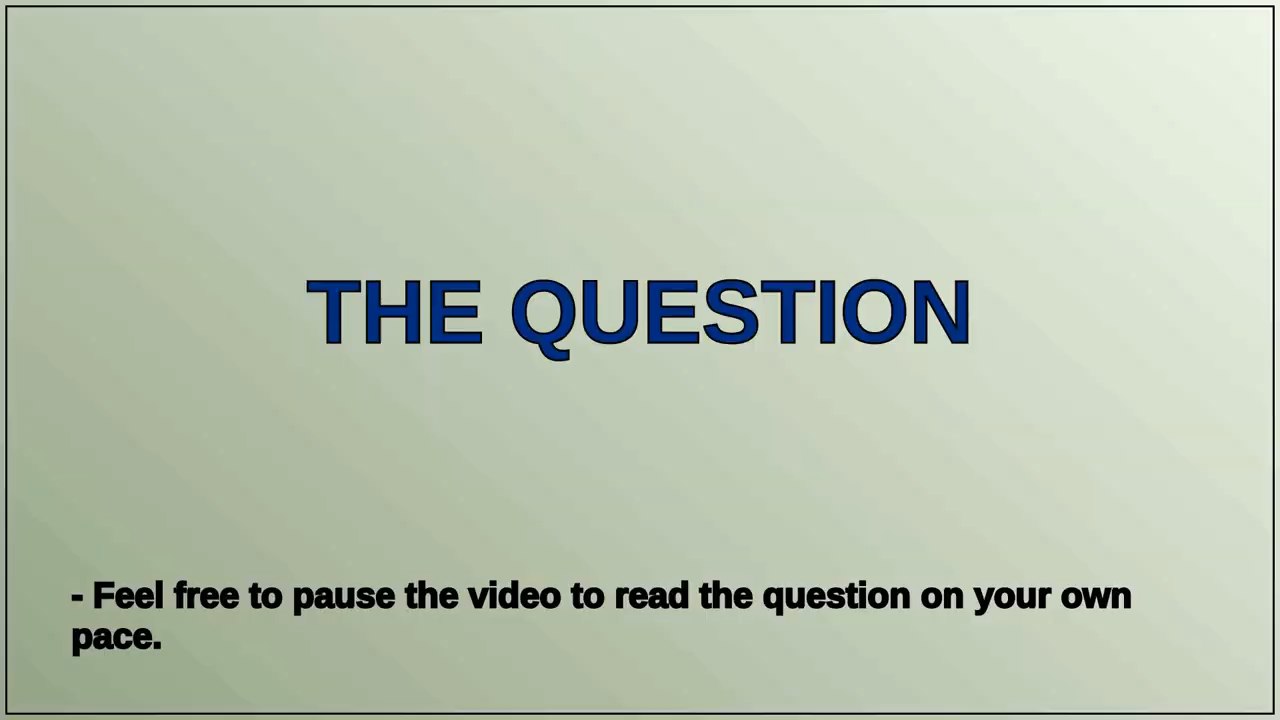 THE QUESTION
- Feel free to pause the video to read the question on your own
pace.